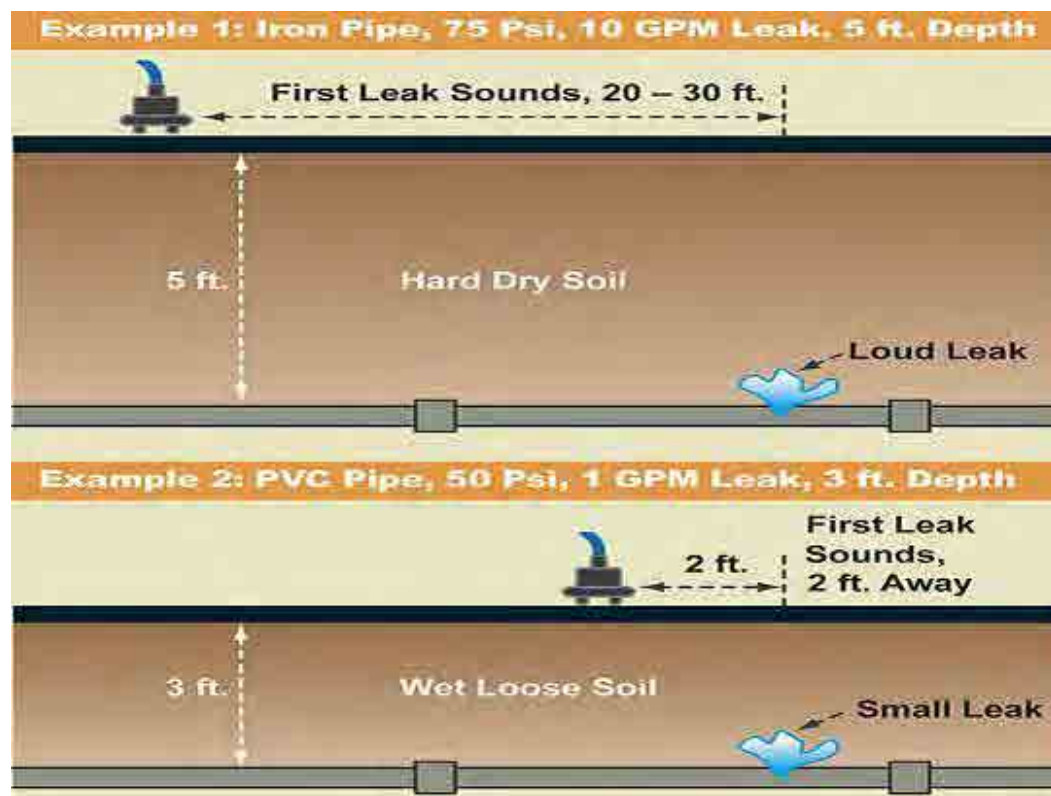 Example 1: Iron Pipe, 75 Psi, 10 GPM Leak, 5 ft. Depth
First Leak Sounds, 20 – 30 ft.
5 ft.
Hard Dry Soil
Loud Leak
Example 2: PVC Pipe, 50 Psi, 1 GPM Leak, 3 ft. Depth
2 ft.
First Leak
Sounds,
2 ft. Away
3 ft.
Wet Loose Soil
Small Leak